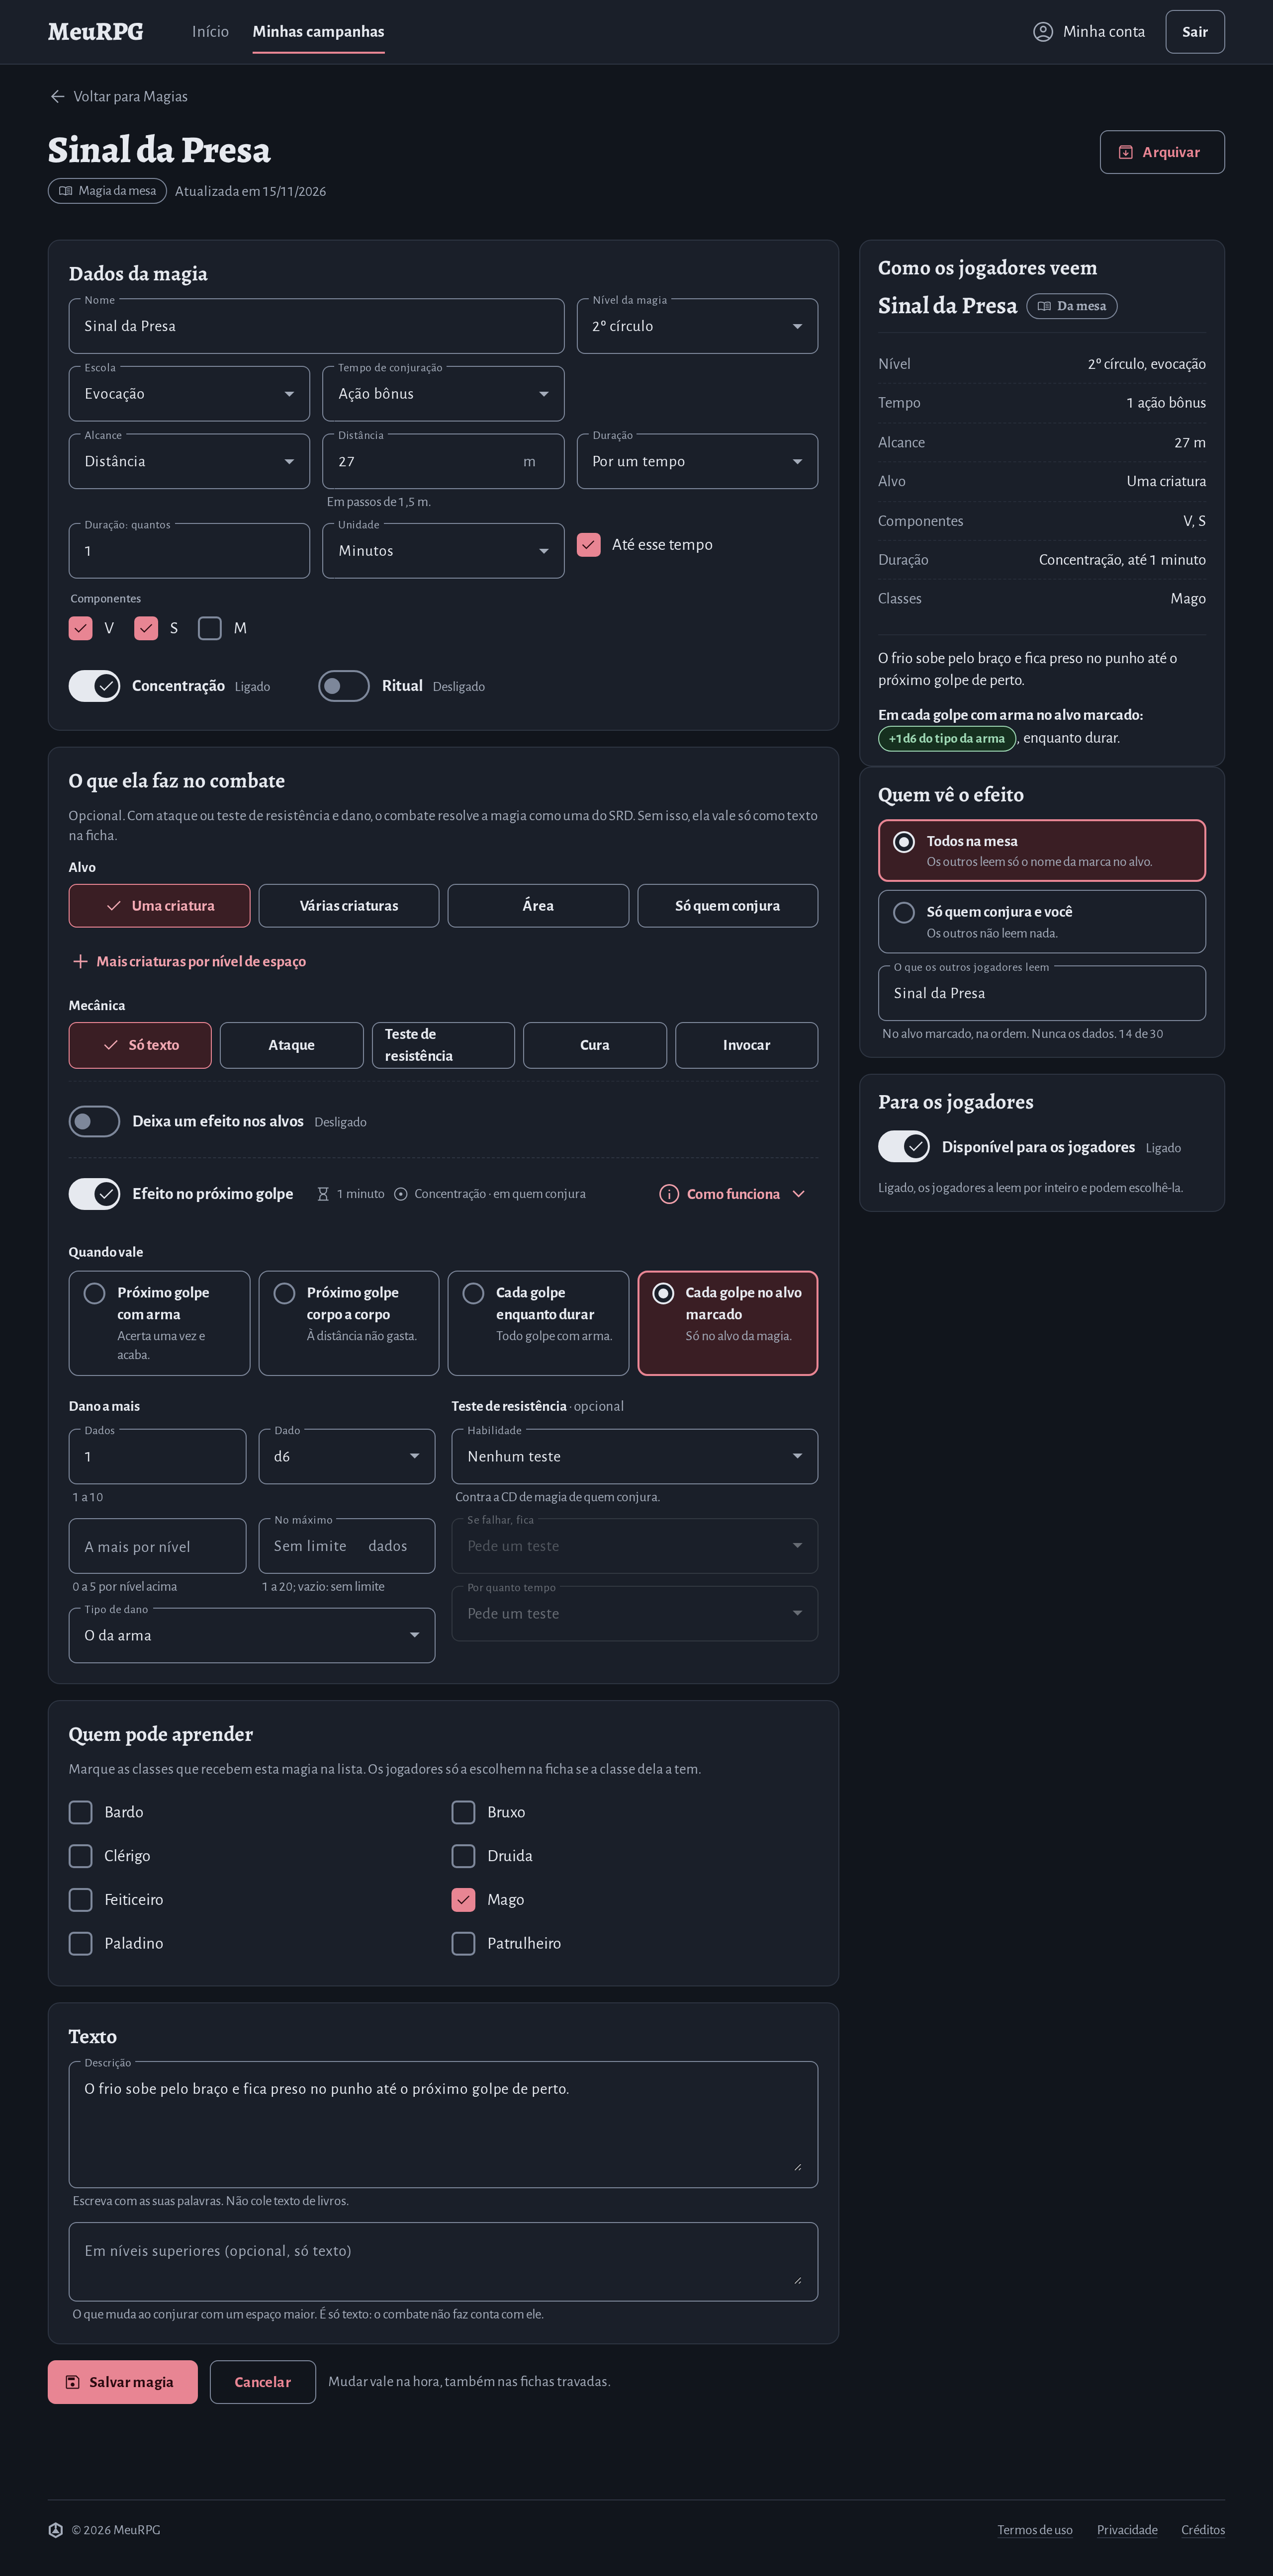 MeuRPG
Início
Minhas campanhas
Minha conta
Sair
Voltar para Magias
Sinal da Presa
Arquivar
Magia da mesa
Atualizada em 15/11/2026
Dados da magia
Nome
Sinal da Presa
Nível da magia
2º círculo
Escola
Evocação
Tempo de conjuração
Ação bônus
Alcance
Distância
Distância
27 m
Em passos de 1,5 m.
Duração
Por um tempo
Duração: quantos
1
Unidade
Minutos
Até esse tempo
Componentes
V
S
M
Concentração Ligado
Ritual Desligado
O que ela faz no combate
Opcional. Com ataque ou teste de resistência e dano, o combate resolve a magia como uma do SRD. Sem isso, ela vale só como texto
na ficha.
Alvo
Uma criatura
Várias criaturas
Área
Só quem conjura
Mais criaturas por nível de espaço
Mecânica
Só texto
Ataque
Teste de
resistência
Cura
Invocar
Deixa um efeito nos alvos Desligado
Efeito no próximo golpe
1 minuto
Concentração · em quem conjura
Como funciona
Quando vale
Próximo golpe
com arma
Acerta uma vez e
acaba.
Próximo golpe
corpo a corpo
À distância não gasta.
Cada golpe
enquanto durar
Todo golpe com arma.
Cada golpe no alvo
marcado
Só no alvo da magia.
Dano a mais
Dados
1
1 a 10
Dado
d6
A mais por nível
0 a 5 por nível acima
No máximo
Sem limite dados
1 a 20; vazio: sem limite
Tipo de dano
O da arma
Teste de resistência · opcional
Habilidade
Nenhum teste
Contra a CD de magia de quem conjura.
Se falhar, fica
Pede um teste
Por quanto tempo
Pede um teste
Quem pode aprender
Marque as classes que recebem esta magia na lista. Os jogadores só a escolhem na ficha se a classe dela a tem.
Bardo
Bruxo
Clérigo
Druida
Feiticeiro
Mago
Paladino
Patrulheiro
Texto
Descrição
O frio sobe pelo braço e fica preso no punho até o próximo golpe de perto.
Escreva com as suas palavras. Não cole texto de livros.
Em níveis superiores (opcional, só texto)
O que muda ao conjurar com um espaço maior. É só texto: o combate não faz conta com ele.
Salvar magia
Cancelar
Mudar vale na hora, também nas fichas travadas.
Como os jogadores veem
Sinal da Presa
Da mesa
Nível 2º círculo, evocação
Tempo 1 ação bônus
Alcance 27 m
Alvo Uma criatura
Componentes V, S
Duração Concentração, até 1 minuto
Classes Mago
O frio sobe pelo braço e fica preso no punho até o
próximo golpe de perto.
Em cada golpe com arma no alvo marcado:
+1d6 do tipo da arma, enquanto durar.
Quem vê o efeito
Todos na mesa
Os outros leem só o nome da marca no alvo.
Só quem conjura e você
Os outros não leem nada.
O que os outros jogadores leem
Sinal da Presa
No alvo marcado, na ordem. Nunca os dados. 14 de 30
Para os jogadores
Disponível para os jogadores Ligado
Ligado, os jogadores a leem por inteiro e podem escolhê-la.
© 2026 MeuRPG
Termos de uso
Privacidade
Créditos